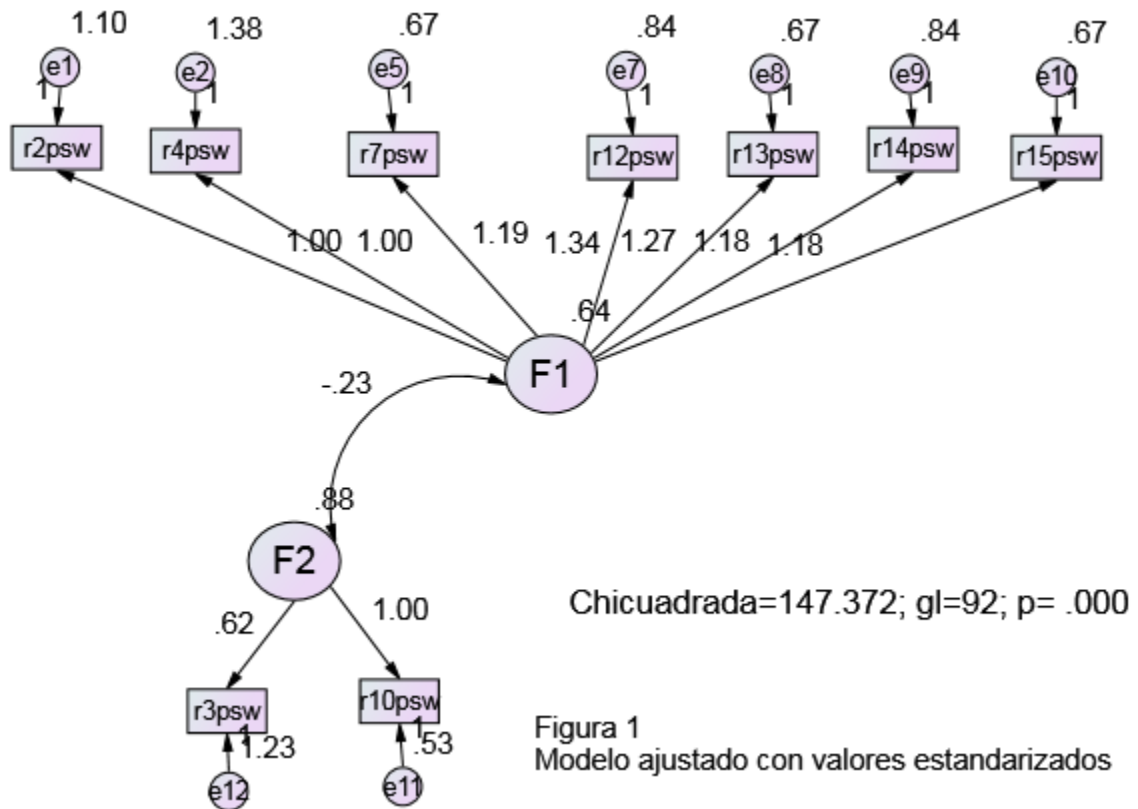 1.10 1.38 .67 .84 .67 .84 .67
e1 e2 e5 e7 e8 e9 e10
1 1 1 1 1 1 1
r2psw r4psw r7psw r12psw r13psw r14psw r15psw
1.00 1.00 1.19 1.34 1.27 1.18 1.18
.64
F1
-.23
.88
F2
.62 1.00
r3psw r10psw
1 1
1.23 .53
e12 e11
Chicuadrada=147.372; gl=92; p= .000
Figura 1
Modelo ajustado con valores estandarizados